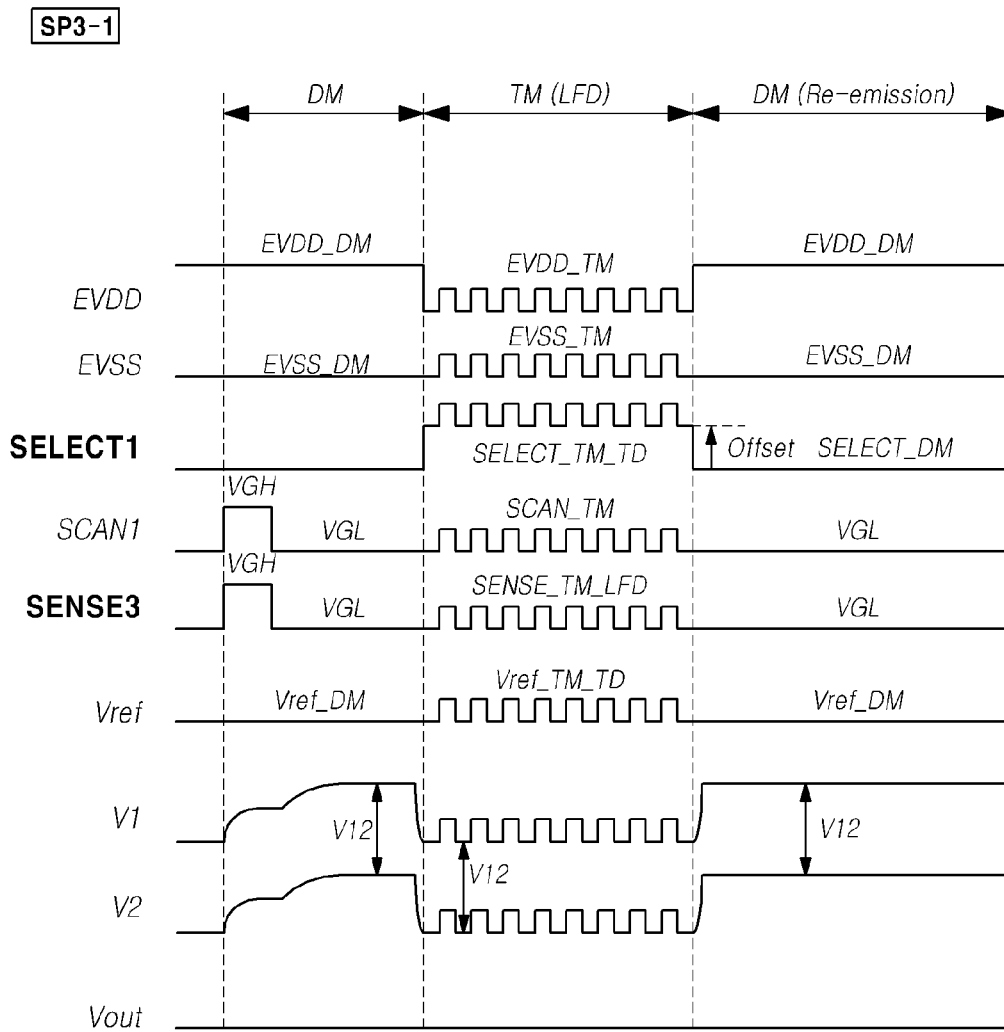 SP3-1
DM TM (LFD) DM (Re-emission)
EVDD_DM EVDD_TM EVDD_DM
EVDD
EVSS_TM
EVSS EVSS_DM EVSS_DM
SELECT1 SELECT_TM_TD Offset SELECT_DM
VGH
SCAN_TM
SCAN1 VGL VGL
VGH
SENSE_TM_LFD
SENSE3 VGL VGL
Vref_TM_TD
Vref Vref_DM Vref_DM
V1 V12 V12
V12
V2
Vout